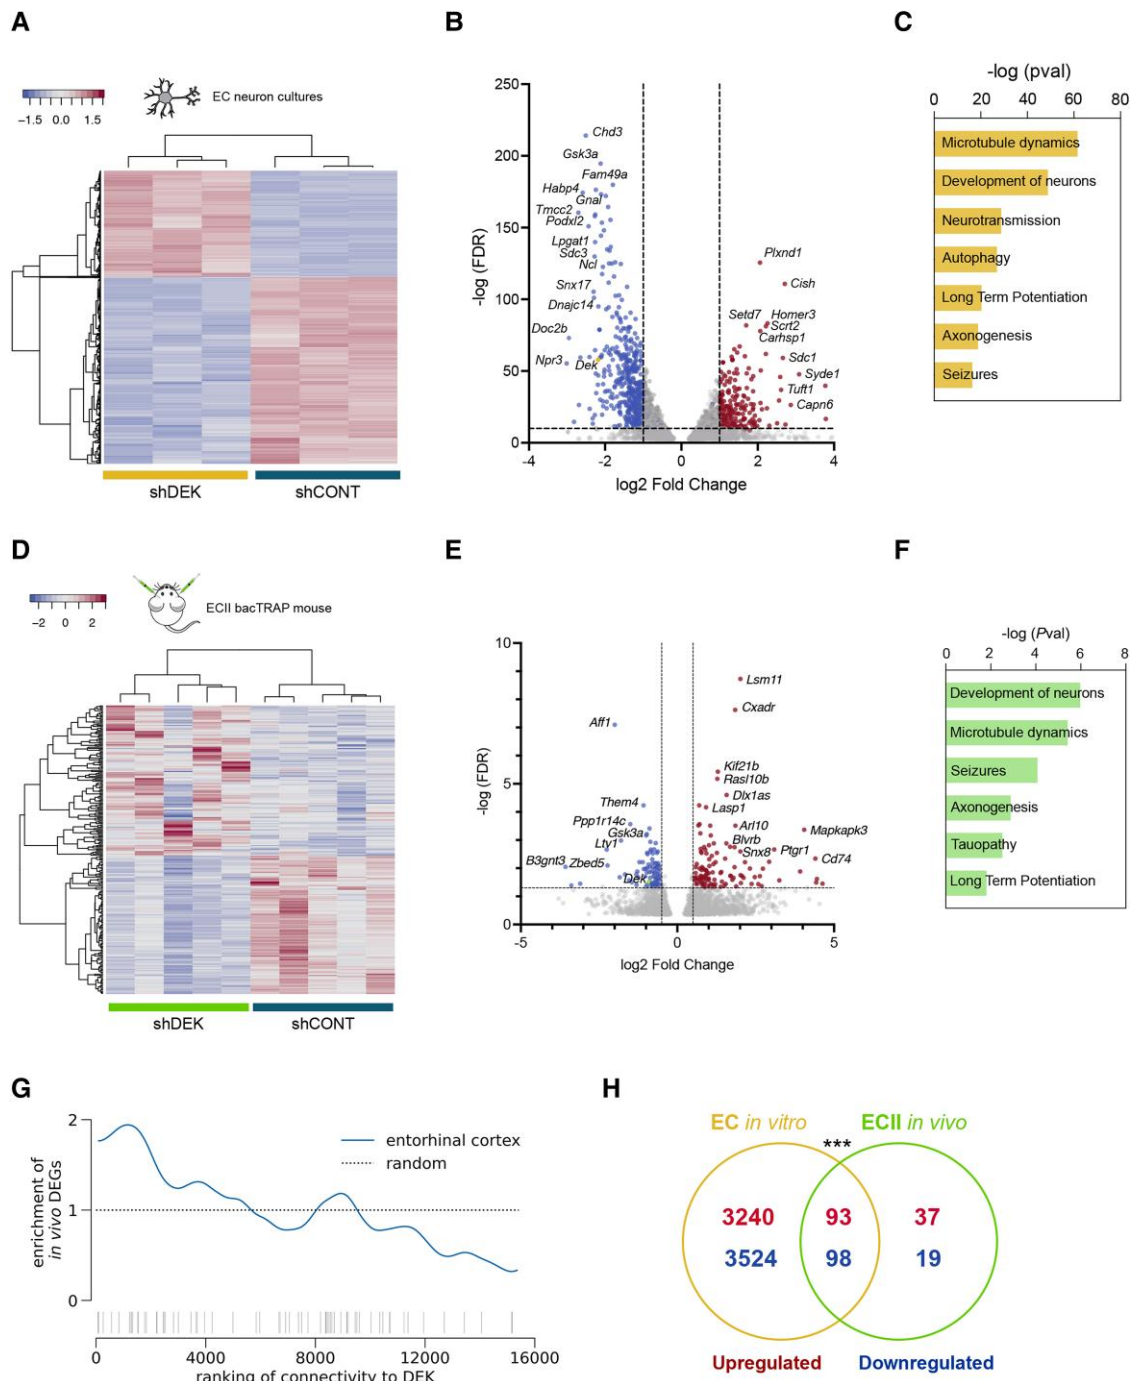 A
B
C
−1.5 0.0 1.5
EC neuron cultures
shDEK
shCONT
250
200
150
100
50
0
-log (FDR)
-4 -2 0 2 4
log2 Fold Change
Chd3
Gsk3a
Fam49a
Habp4
Gnal
Tmcc2
Podxl2
Lpgat1
Sdc3
Ncl
Snx17
Dnajc14
Doc2b
Npr3
Dek
Plxnd1
Cish
Setd7
Homer3
Scrt2
Carhsp1
Sdc1
Syde1
Tuft1
Capn6
-log (pval)
0 20 40 60 80
Microtubule dynamics
Development of neurons
Neurotransmission
Autophagy
Long Term Potentiation
Axonogenesis
Seizures
D
E
F
−2 0 2
ECII bacTRAP mouse
shDEK
shCONT
10
5
0
-log (FDR)
-5 0 5
log2 Fold Change
Lsm11
Cxadr
Aff1
Kif21b
Rasl10b
Dlx1as
Lasp1
Them4
Ppp1r14c
Gsk3a
Lty1
B3gnt3
Zbed5
Dek
Arl10
Blvrb
Snx8
Mapkapk3
Ptgr1
Cd74
-log (Pval)
0 2 4 6 8
Development of neurons
Microtubule dynamics
Seizures
Axonogenesis
Tauopathy
Long Term Potentiation
G
H
2
1
0
enrichment of
in vivo DEGs
entorhinal cortex
random
0 4000 8000 12000 16000
ranking of connectivity to DEK
EC in vitro
***
ECII in vivo
3240 93 37
3524 98 19
Upregulated
Downregulated